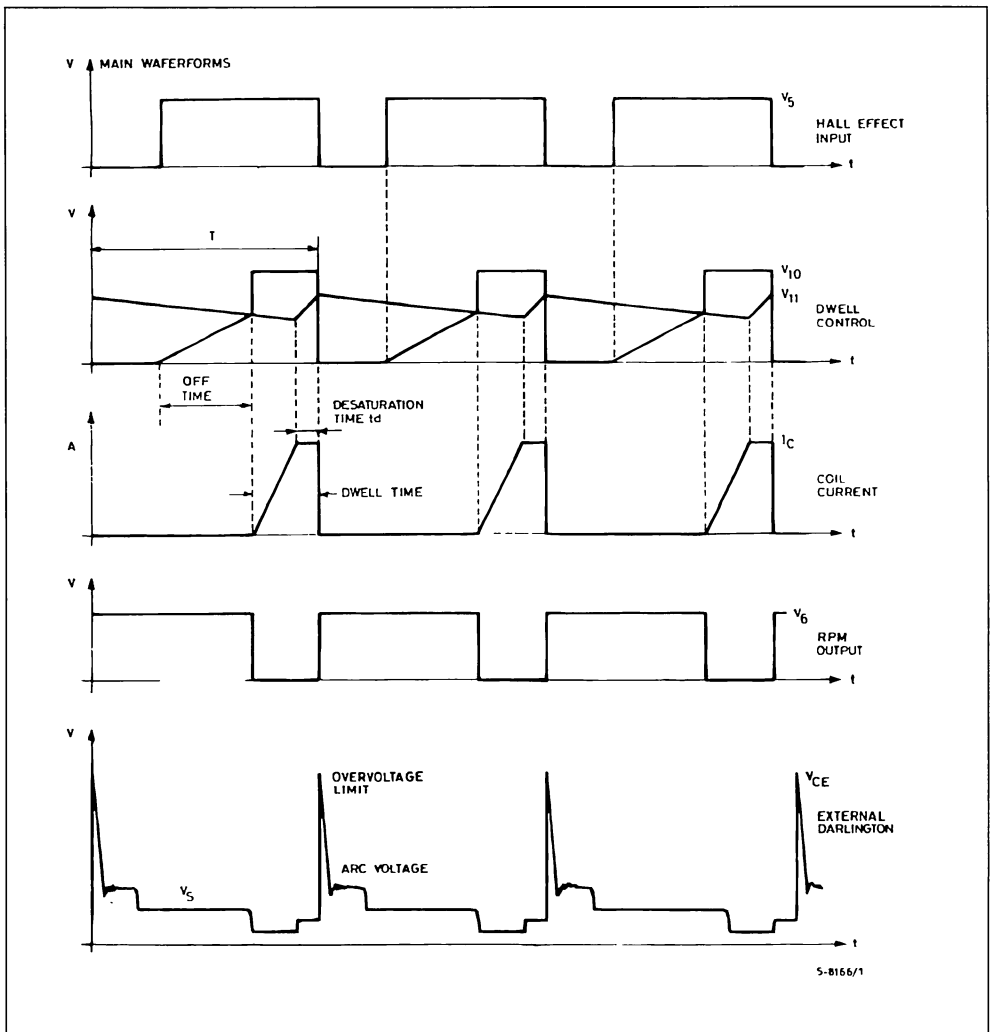 V MAIN WAFERFORMS
V5
HALL EFFECT
INPUT
t
V
T
V10
V11
DWELL
CONTROL
t
OFF
TIME
DESATURATION
TIME td
A
IC
DWELL TIME
COIL
CURRENT
t
V
V6
RPM
OUTPUT
t
V
OVERVOLTAGE
LIMIT
VCE
EXTERNAL
DARLINGTON
ARC VOLTAGE
VS
t
S-8166/1